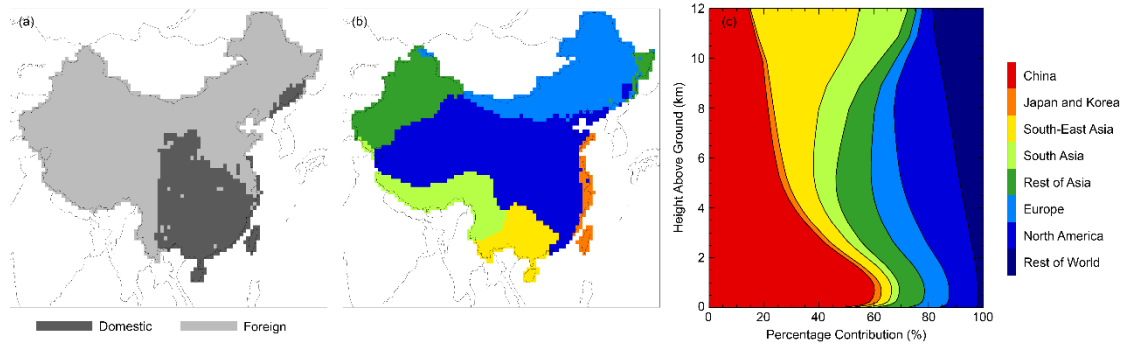 (a)
(b)
(c)
Domestic
Foreign
Height Above Ground (km)
12
10
8
6
4
2
0
0
20
40
60
80
100
Percentage Contribution (%)
China
Japan and Korea
South-East Asia
South Asia
Rest of Asia
Europe
North America
Rest of World